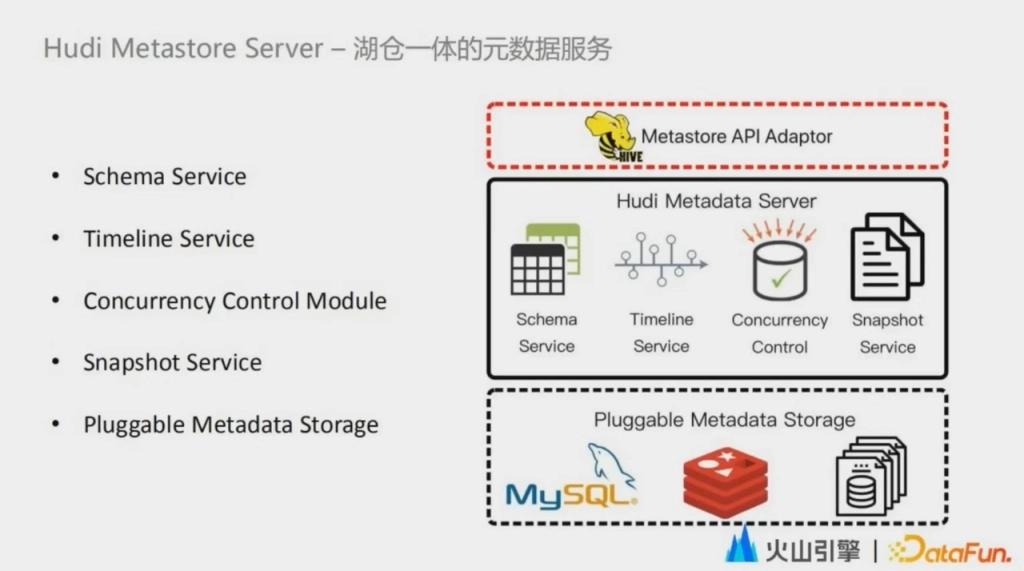 Hudi Metastore Server – 湖仓一体的元数据服务
• Schema Service
• Timeline Service
• Concurrency Control Module
• Snapshot Service
• Pluggable Metadata Storage
HIVE Metastore API Adaptor
Hudi Metadata Server
Schema Service
Timeline Service
Concurrency Control
Snapshot Service
Pluggable Metadata Storage
MySQL®
火山引擎 | DataFun.